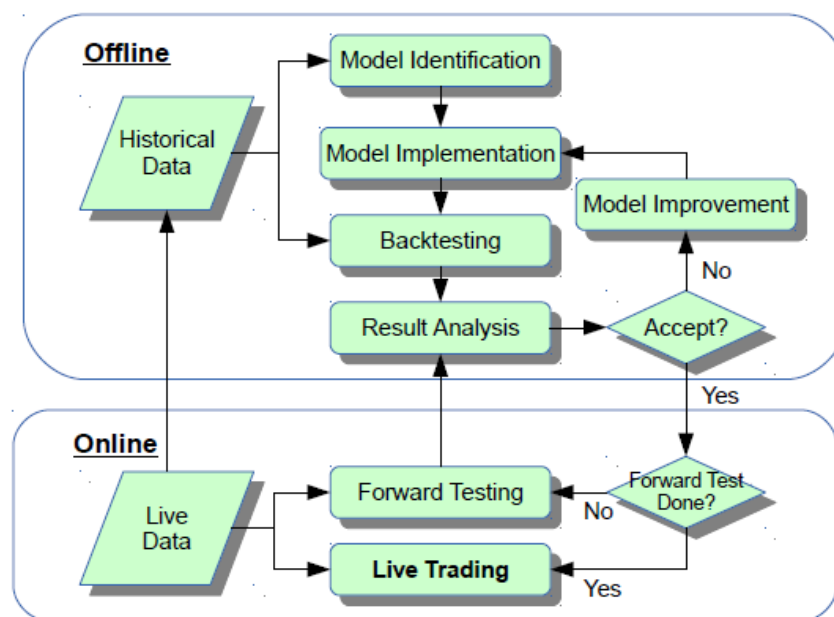 Offline
Model Identification
Historical
Data
Model Implementation
Model Improvement
Backtesting
No
Result Analysis
Accept?
Yes
Online
Live
Data
Forward Testing
No
Forward Test
Done?
Live Trading
Yes